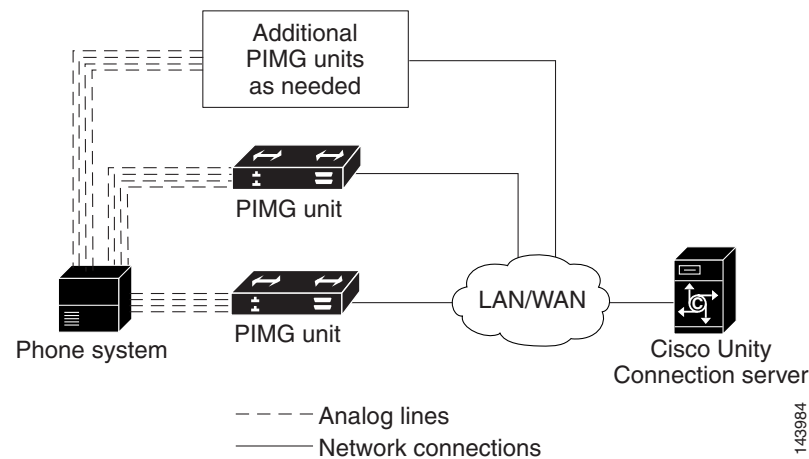 Additional
PIMG units
as needed
PIMG unit
PIMG unit
LAN/WAN
Phone system
Cisco Unity
Connection server
Analog lines
Network connections
143984